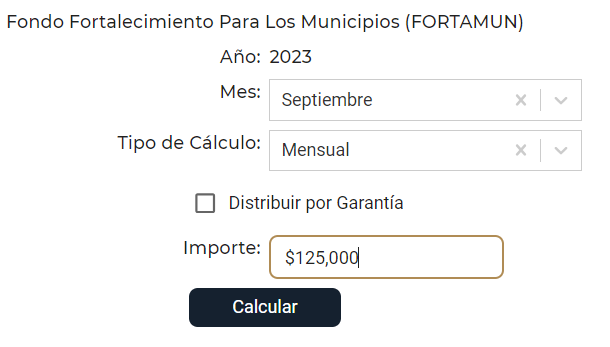 Fondo Fortalecimiento Para Los Municipios (FORTAMUN)
Año: 2023
Mes: Septiembre
Tipo de Cálculo: Mensual
Distribuir por Garantía
Importe: $125,000
Calcular